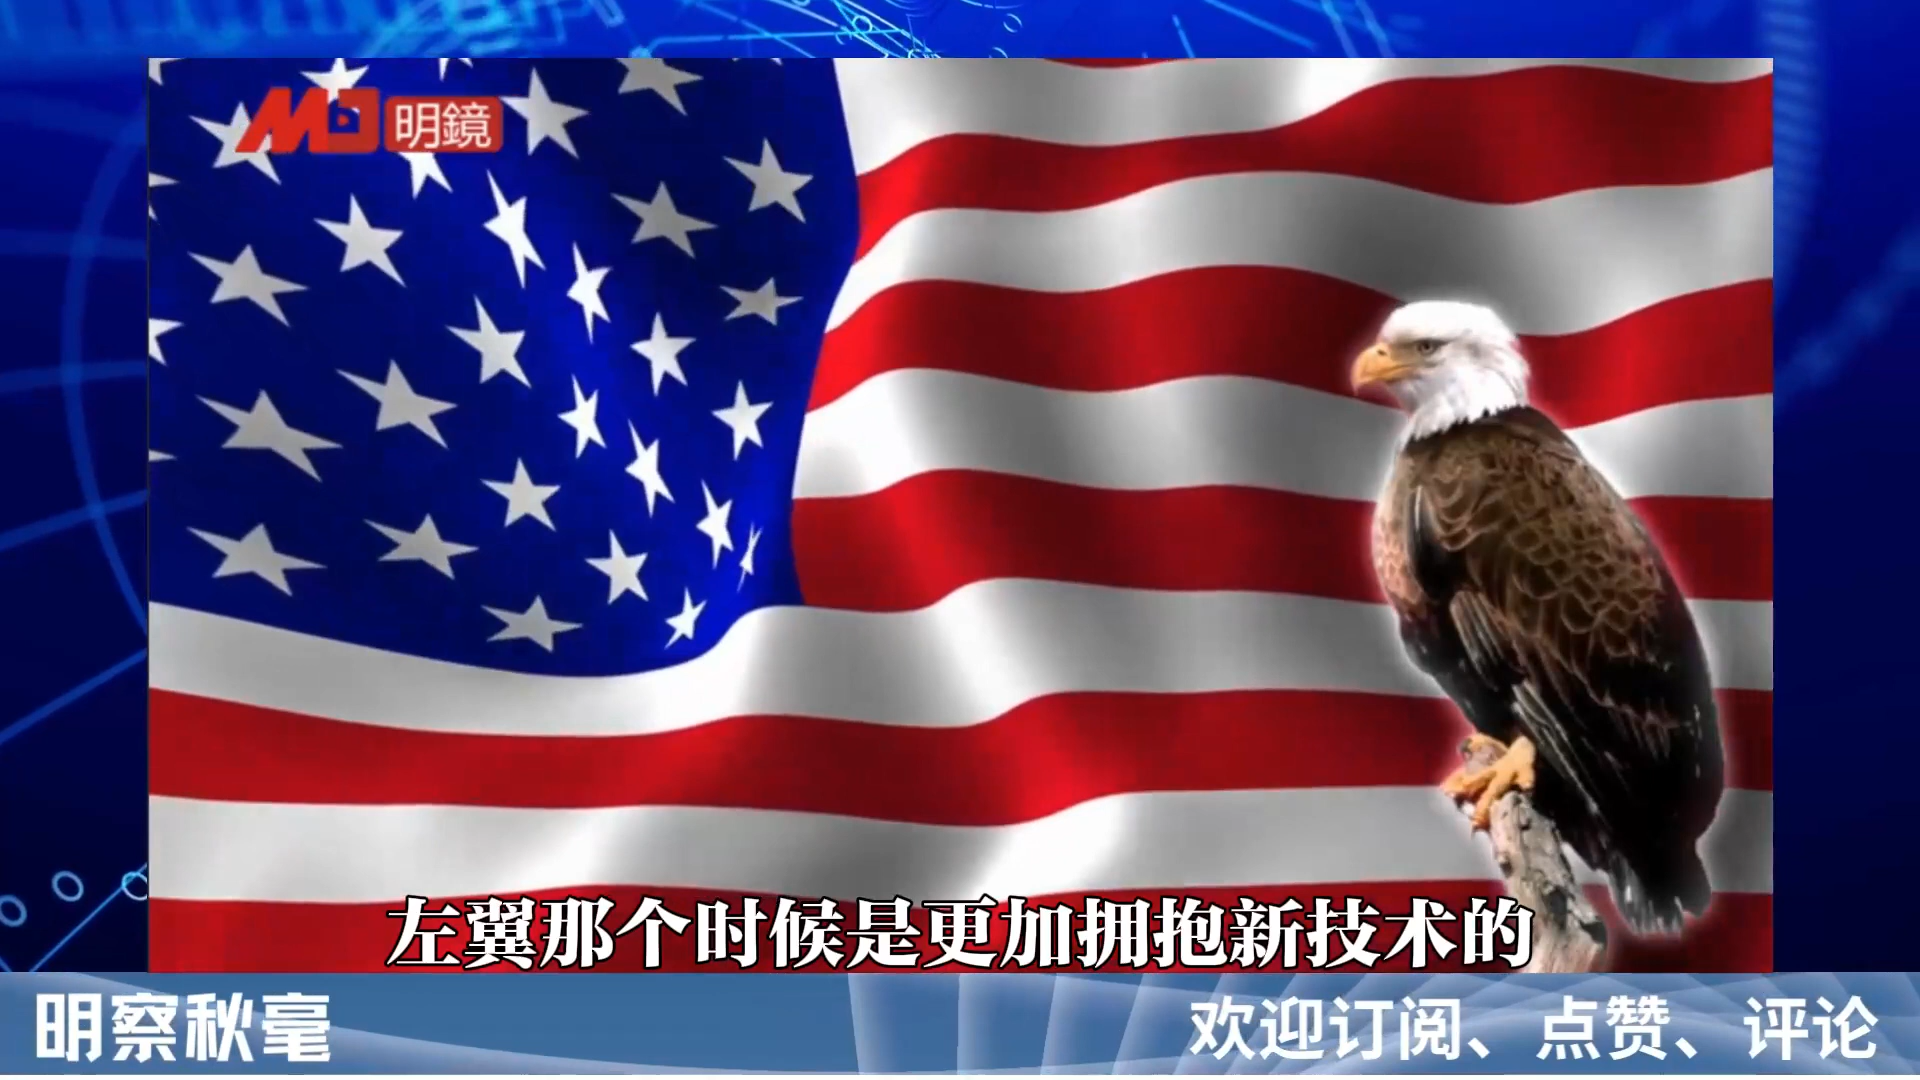 明鏡
左翼那个时候是更加拥抱新技术的
明察秋毫
欢迎订阅、点赞、评论